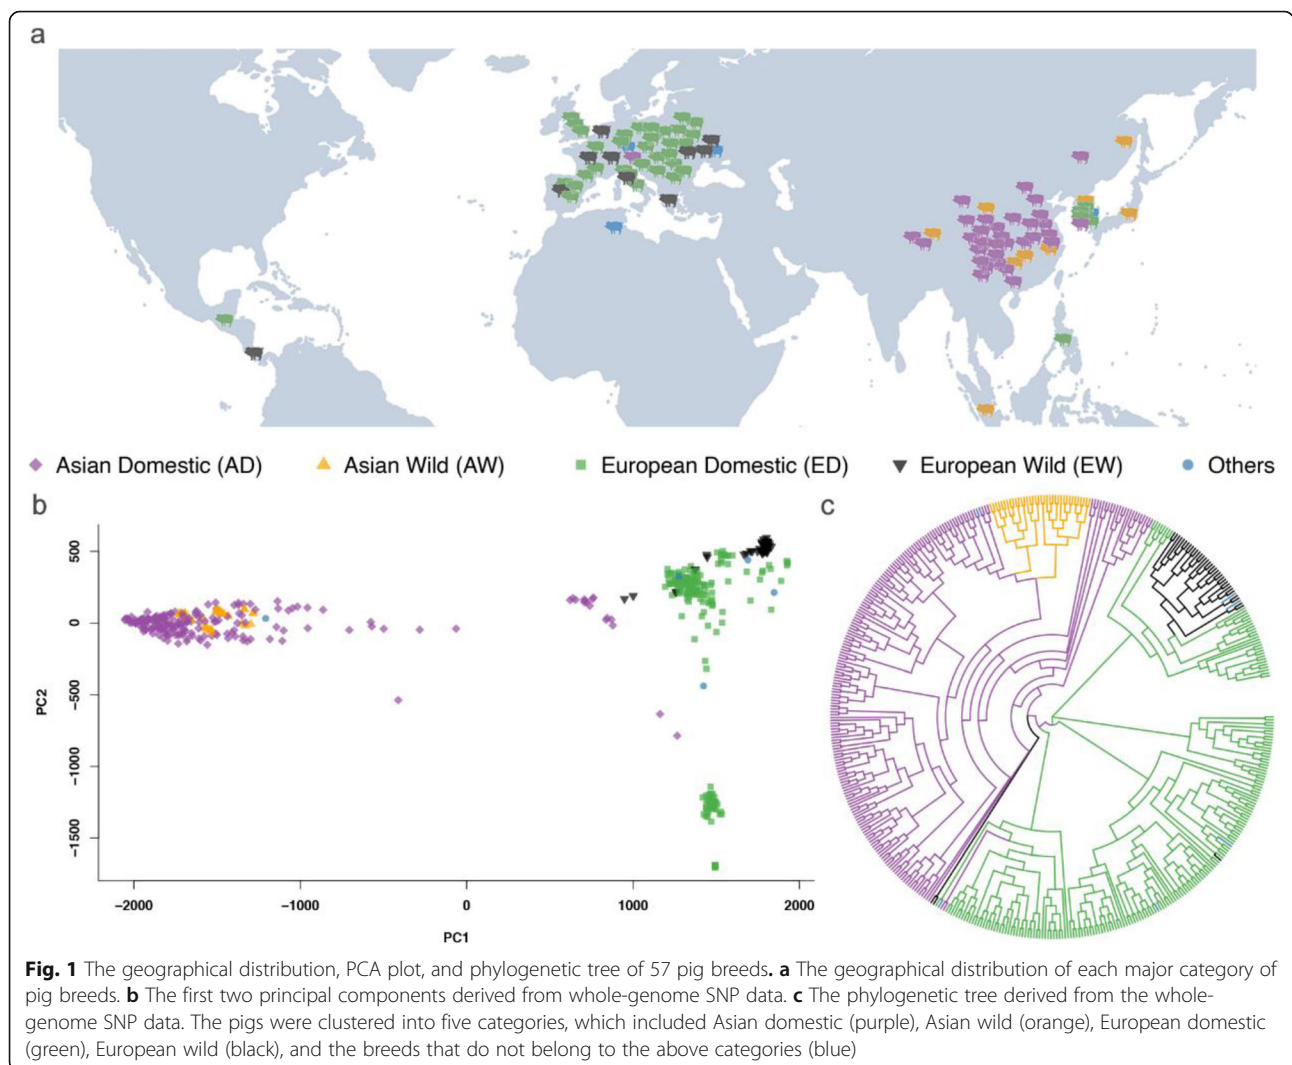 a
Asian Domestic (AD)
Asian Wild (AW)
European Domestic (ED)
European Wild (EW)
Others
b
500
0
−500
−1000
−1500
PC2
−2000
−1000
0
1000
2000
PC1
c
Fig. 1 The geographical distribution, PCA plot, and phylogenetic tree of 57 pig breeds. a The geographical distribution of each major category of
pig breeds. b The first two principal components derived from whole-genome SNP data. c The phylogenetic tree derived from the whole-
genome SNP data. The pigs were clustered into five categories, which included Asian domestic (purple), Asian wild (orange), European domestic
(green), European wild (black), and the breeds that do not belong to the above categories (blue)